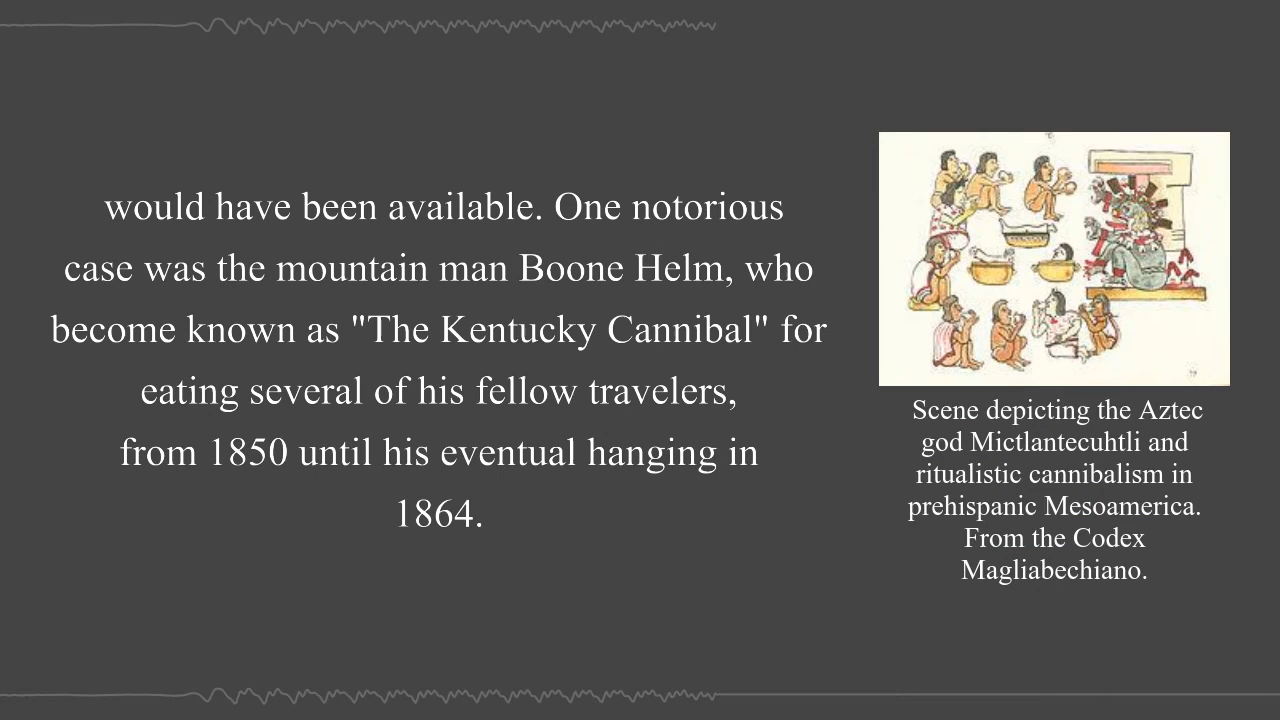 would have been available. One notorious
case was the mountain man Boone Helm, who
become known as "The Kentucky Cannibal" for
eating several of his fellow travelers,
from 1850 until his eventual hanging in
1864.
Scene depicting the Aztec
god Mictlantecuhtli and
ritualistic cannibalism in
prehispanic Mesoamerica.
From the Codex
Magliabechiano.